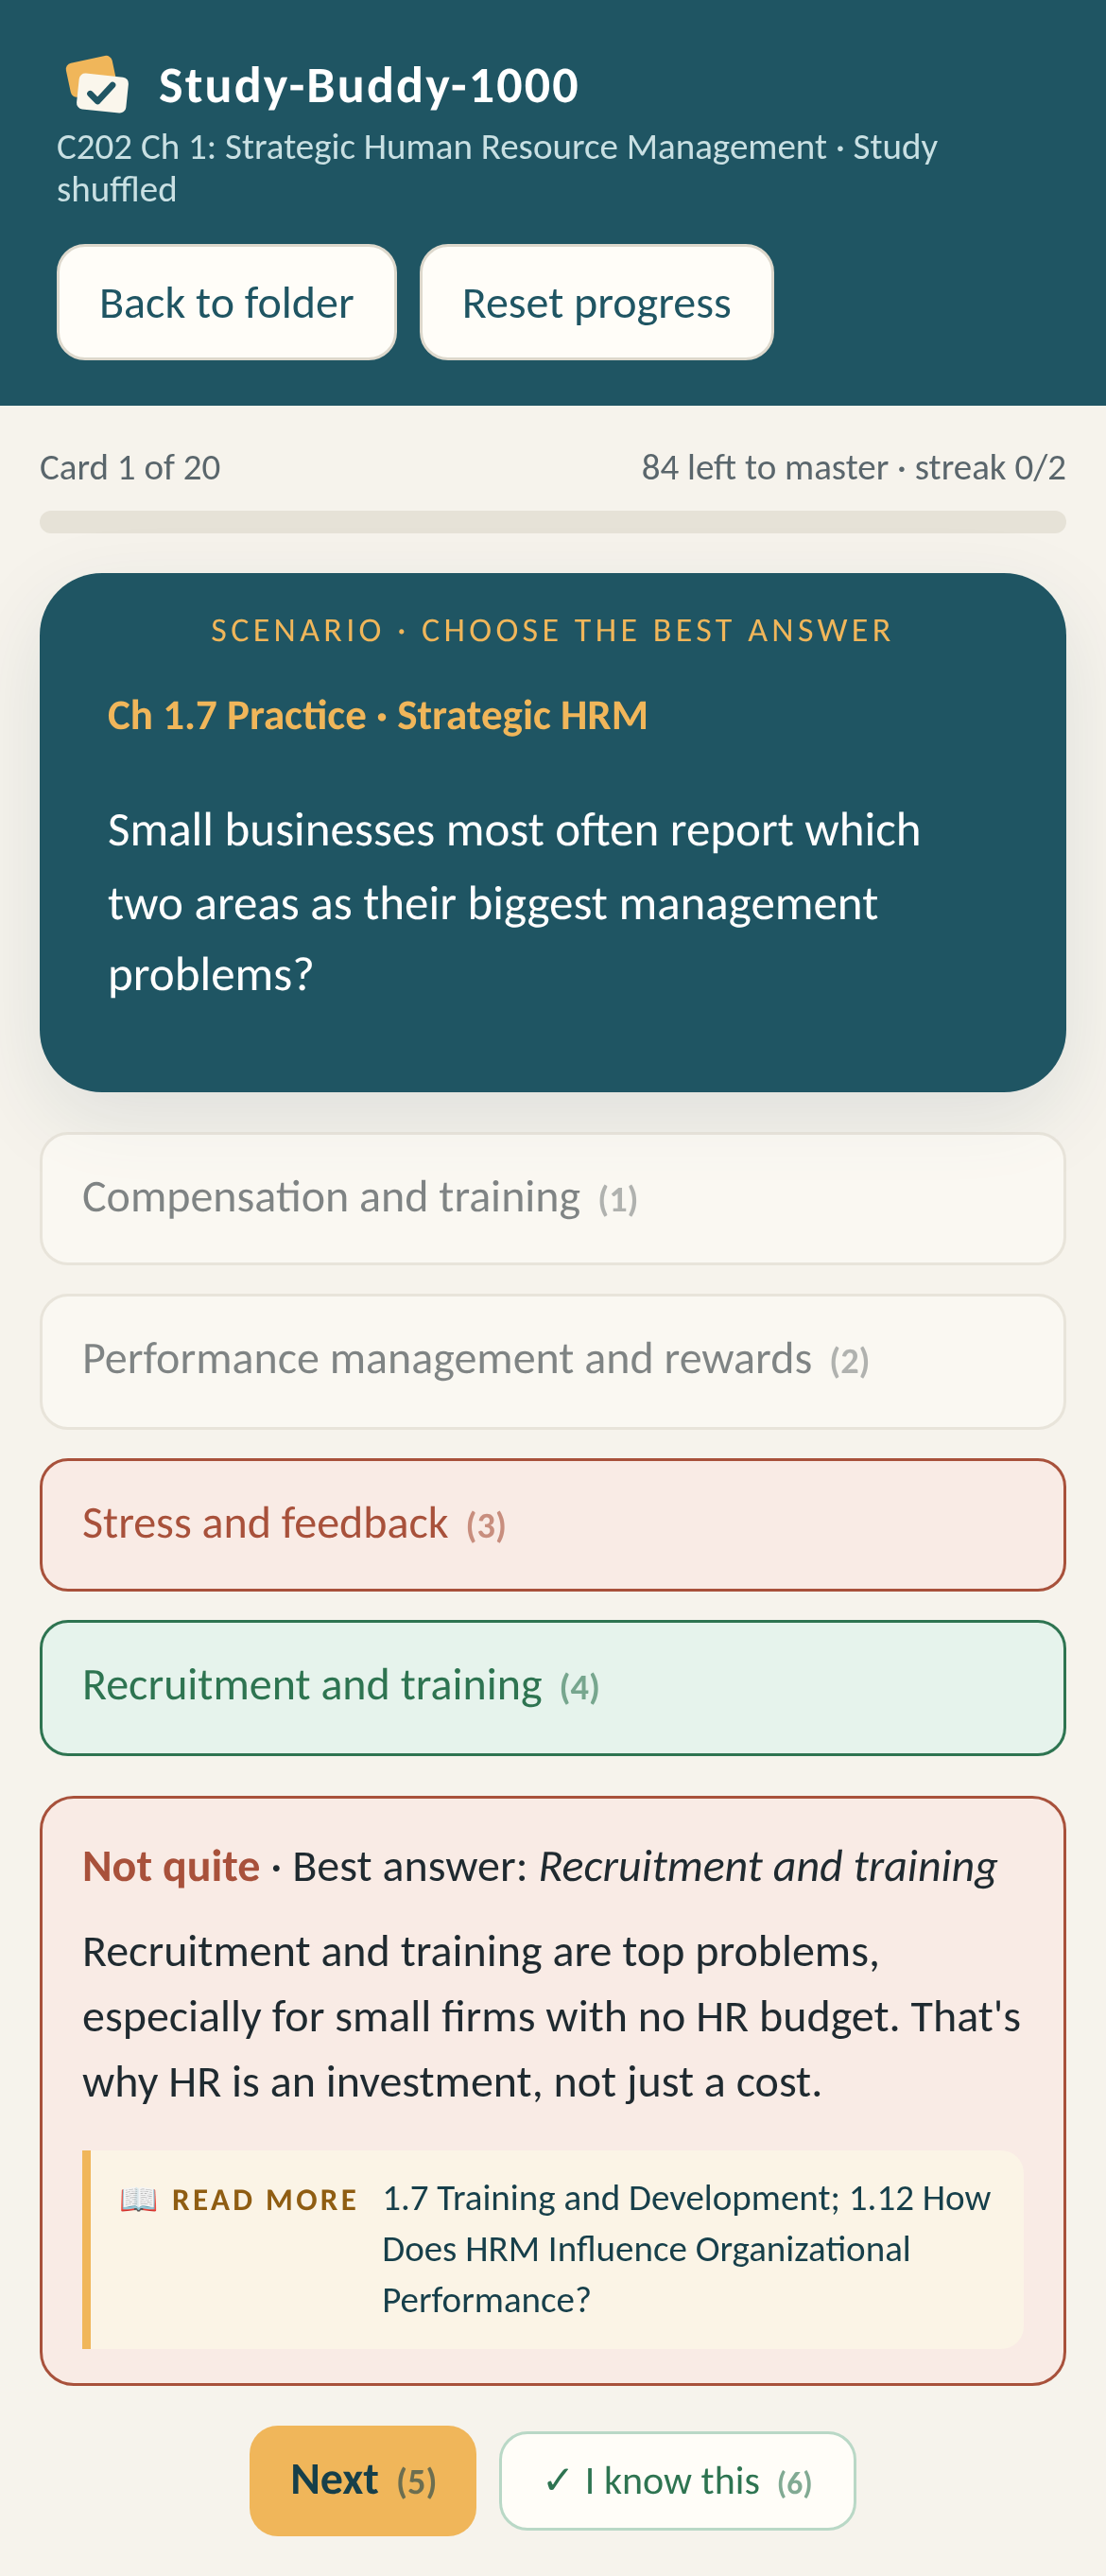 Study-Buddy-1000
C202 Ch 1: Strategic Human Resource Management · Study
shuffled
Back to folder
Reset progress
Card 1 of 20
84 left to master · streak 0/2
SCENARIO · CHOOSE THE BEST ANSWER
Ch 1.7 Practice · Strategic HRM
Small businesses most often report which
two areas as their biggest management
problems?
Compensation and training (1)
Performance management and rewards (2)
Stress and feedback (3)
Recruitment and training (4)
Not quite · Best answer: Recruitment and training
Recruitment and training are top problems,
especially for small firms with no HR budget. That's
why HR is an investment, not just a cost.
📖 READ MORE 1.7 Training and Development; 1.12 How
Does HRM Influence Organizational
Performance?
Next (5)
✓ I know this (6)